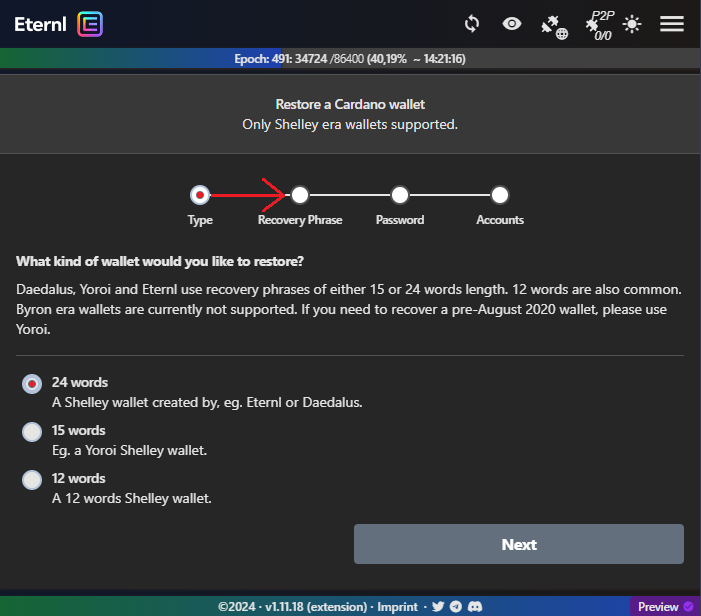 Eternl
P2P
0/0
Epoch: 491: 34724 /86400 (40,19% ~ 14:21:16)
Restore a Cardano wallet
Only Shelley era wallets supported.
Type Recovery Phrase Password Accounts
What kind of wallet would you like to restore?
Daedalus, Yoroi and Eternl use recovery phrases of either 15 or 24 words length. 12 words are also common.
Byron era wallets are currently not supported. If you need to recover a pre-August 2020 wallet, please use
Yoroi.
24 words
A Shelley wallet created by, eg. Eternl or Daedalus.
15 words
Eg. a Yoroi Shelley wallet.
12 words
A 12 words Shelley wallet.
Next
©2024 · v1.11.18 (extension) · Imprint ·
Preview